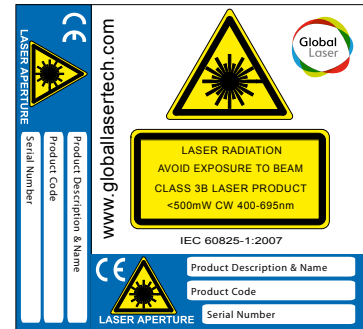 CE
LASER APERTURE
Serial Number
Product Code
Product Description & Name
www.globallasertech.com
Global
Laser
LASER RADIATION
AVOID EXPOSURE TO BEAM
CLASS 3B LASER PRODUCT
<500mW CW 400-695nm
IEC 60825-1:2007
CE
LASER APERTURE
Product Description & Name
Product Code
Serial Number